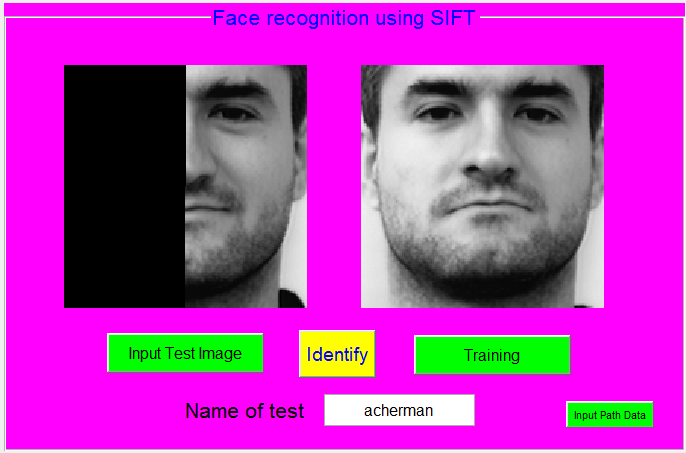 Face recognition using SIFT
Input Test Image
Identify
Training
Name of test
acherman
Input Path Data